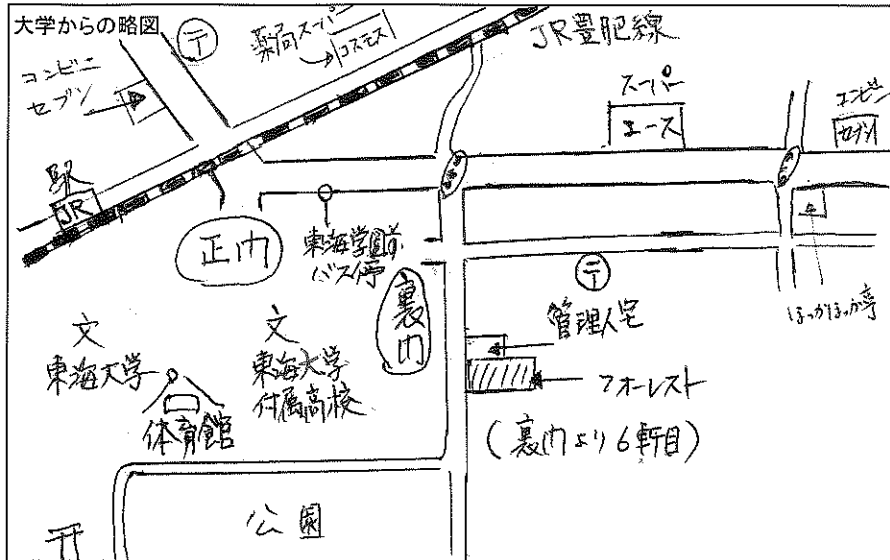 大学からの略図
〒
薬局スーパー
コスモス
JR豊肥線
コンビニ
セブン
スーパー
エース
コンビニ
セブン
駅
JR
正門
東海学園前
バス停
裏門
〒
ほっかほっか亭
管理人宅
文
東海大学
文
東海大学
付属高校
フォーレスト
体育館
(裏門より6軒目)
公園